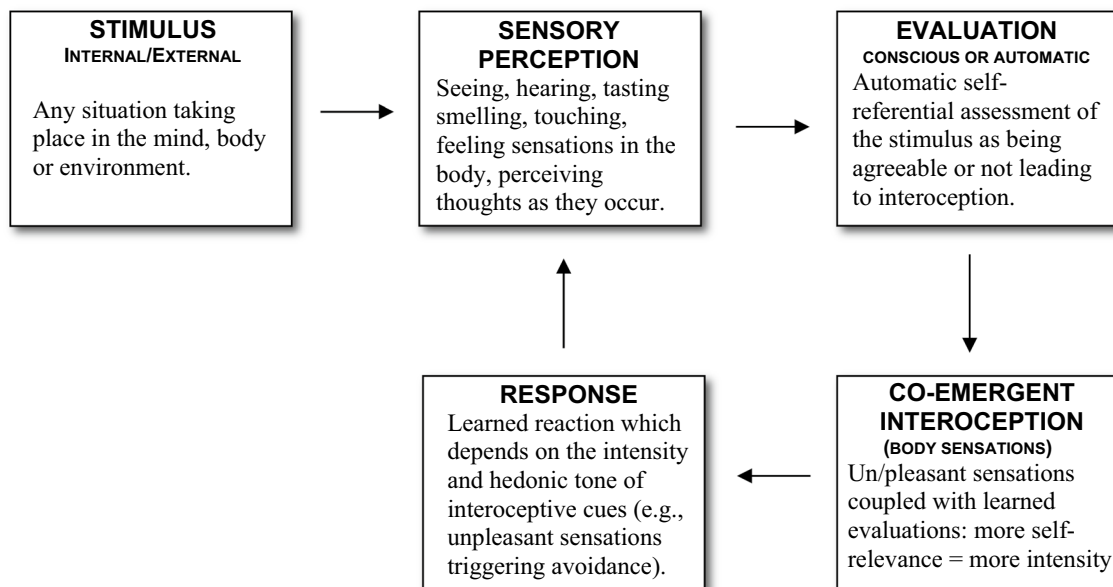 STIMULUS
INTERNAL/EXTERNAL
Any situation taking
place in the mind, body
or environment.
SENSORY
PERCEPTION
Seeing, hearing, tasting
smelling, touching,
feeling sensations in the
body, perceiving
thoughts as they occur.
EVALUATION
CONSCIOUS OR AUTOMATIC
Automatic self-
referential assessment of
the stimulus as being
agreeable or not leading
to interoception.
RESPONSE
Learned reaction which
depends on the intensity
and hedonic tone of
interoceptive cues (e.g.,
unpleasant sensations
triggering avoidance).
CO-EMERGENT
INTEROCEPTION
(BODY SENSATIONS)
Un/pleasant sensations
coupled with learned
evaluations: more self-
relevance = more intensity